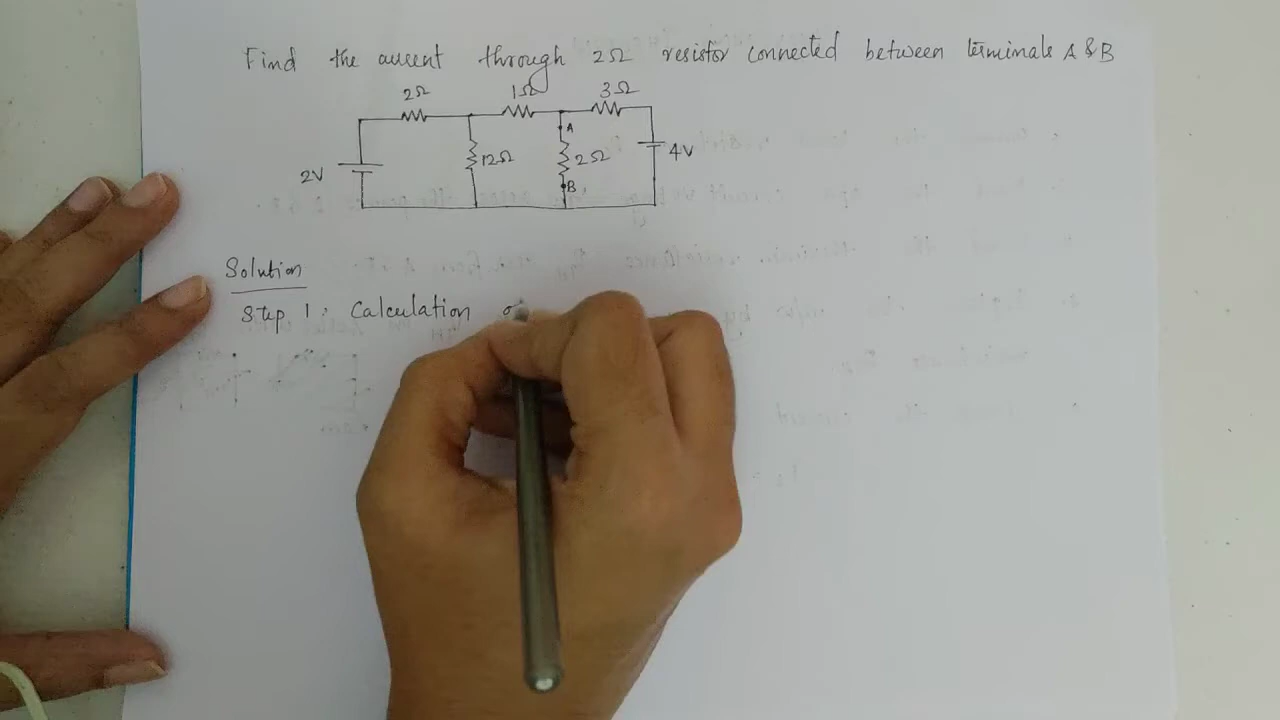 Find the current through 2Ω resistor connected between terminals A & B
2Ω 1Ω 3Ω
A
12Ω 2Ω 4V
2V
B
Solution
Step 1: Calculation